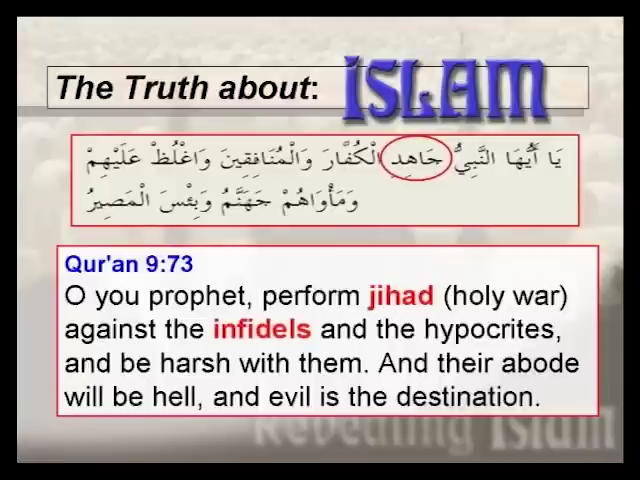 The Truth about: iSLAM
يَا أَيُّهَا النَّبِيُّ جَاهِدِ الْكُفَّارَ وَالْمُنَافِقِينَ وَاغْلُظْ عَلَيْهِمْ
وَمَأْوَاهُمْ جَهَنَّمُ وَبِئْسَ الْمَصِيرُ
Qur'an 9:73
O you prophet, perform jihad (holy war)
against the infidels and the hypocrites,
and be harsh with them. And their abode
will be hell, and evil is the destination.
Revealing Islam